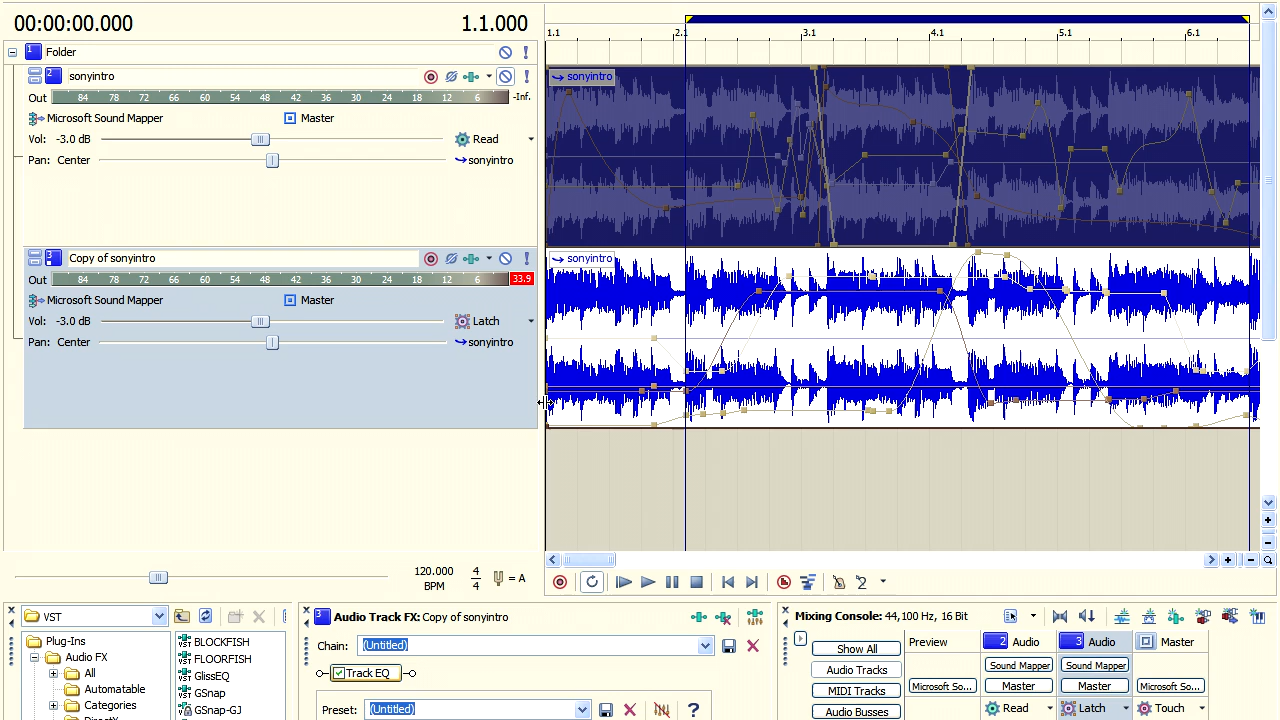 00:00:00.000 1.1.000
1.1 2.1 3.1 4.1 5.1 6.1
1 Folder
2 sonyintro
sonyintro
Out 84 78 72 66 60 54 48 42 36 30 24 18 12 6 -Inf.
Microsoft Sound Mapper Master
Vol: -3.0 dB Read
Pan: Center sonyintro
3 Copy of sonyintro
sonyintro
Out 84 78 72 66 60 54 48 42 36 30 24 18 12 6 33.9
Microsoft Sound Mapper Master
Vol: -3.0 dB Latch
Pan: Center sonyintro
120.000 BPM 4/4 = A
VST
Plug-Ins
Audio FX
All
Automatable
Categories
DirectX
BLOCKFISH
FLOORFISH
GlissEQ
GSnap
GSnap-GJ
3 Audio Track FX: Copy of sonyintro
Chain: (Untitled)
Track EQ
Preset: (Untitled)
Mixing Console: 44,100 Hz, 16 Bit
Show All
Audio Tracks
MIDI Tracks
Audio Busses
Preview 2 Audio 3 Audio Master
Sound Mapper Sound Mapper
Microsoft So... Master Master Microsoft So...
Read Latch Touch